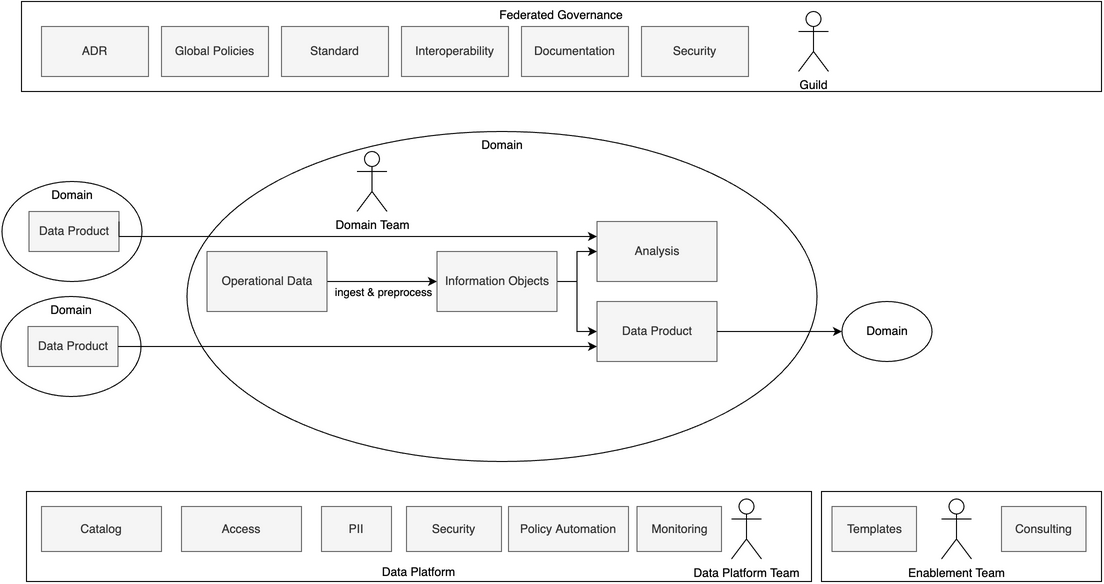 Federated Governance
ADR
Global Policies
Standard
Interoperability
Documentation
Security
Guild
Domain
Domain Team
Domain
Data Product
Analysis
Operational Data
ingest & preprocess
Information Objects
Domain
Data Product
Data Product
Domain
Catalog
Access
PII
Security
Policy Automation
Monitoring
Data Platform
Data Platform Team
Templates
Consulting
Enablement Team